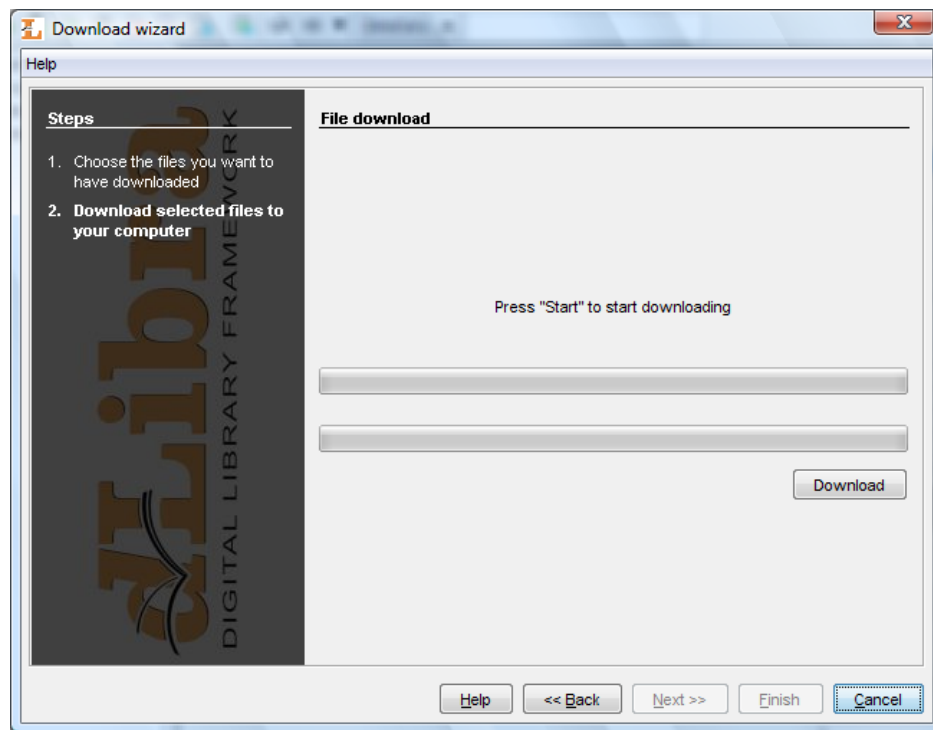 Download wizard
Help
Steps
File download
1. Choose the files you want to
have downloaded
2. Download selected files to
your computer
dLibra
DIGITAL LIBRARY FRAMEWORK
Press "Start" to start downloading
Download
Help
<< Back
Next >>
Finish
Cancel